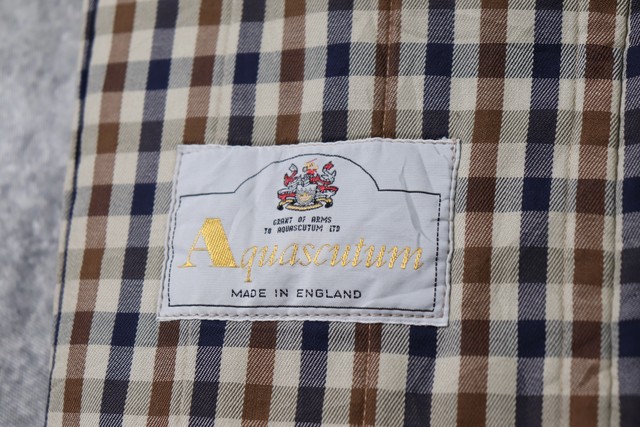 GRANT OF ARMS
TO AQUASCUTUM LTD
Aquascutum
MADE IN ENGLAND